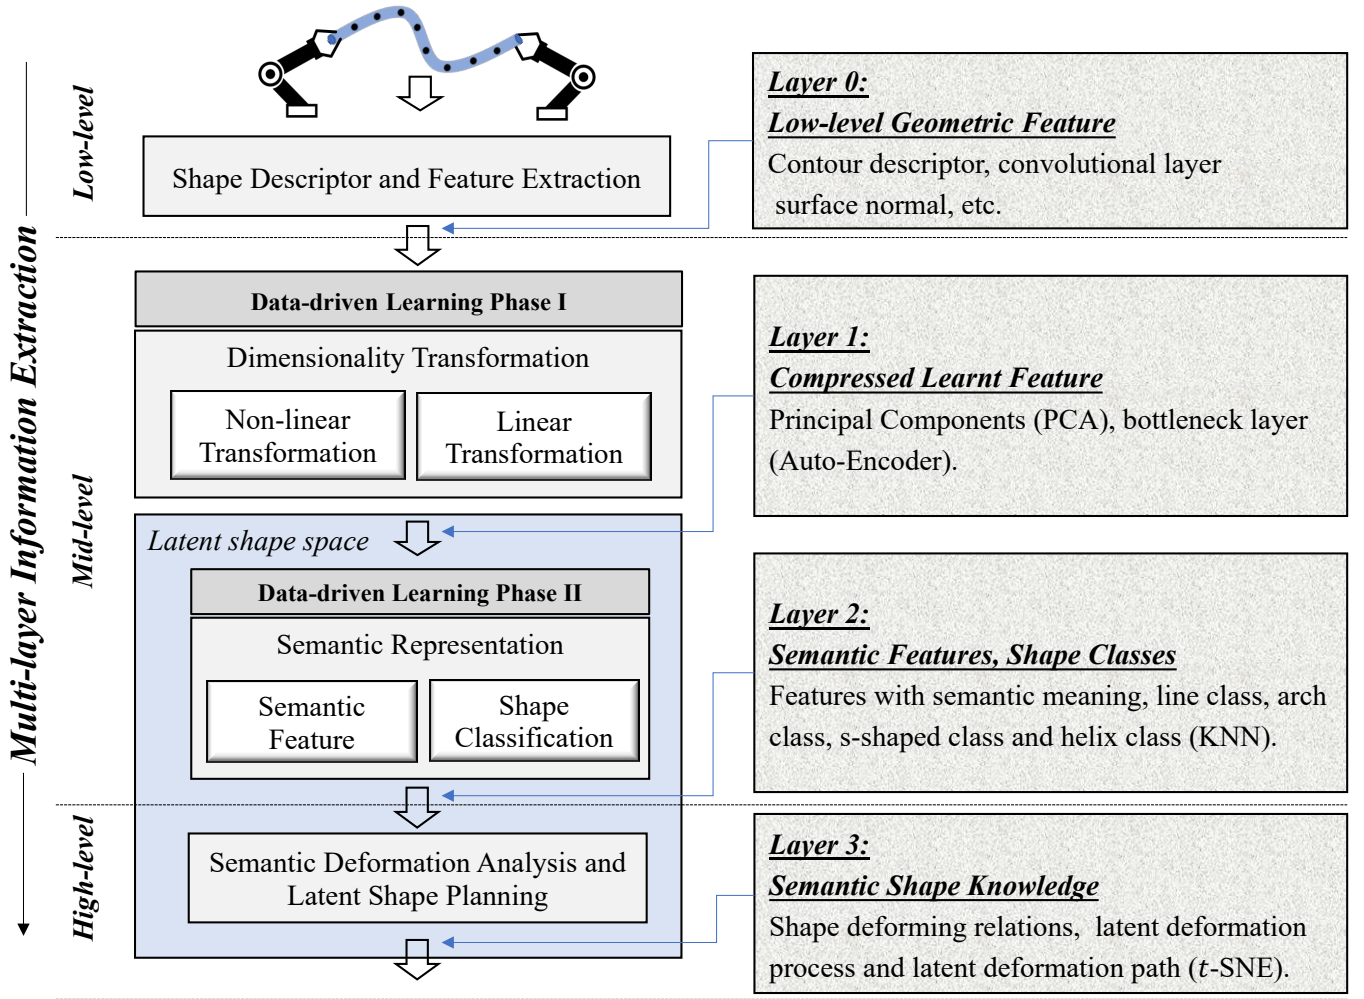 Multi-layer Information Extraction
Low-level
Shape Descriptor and Feature Extraction
Layer 0:
Low-level Geometric Feature
Contour descriptor, convolutional layer
surface normal, etc.
Mid-level
Data-driven Learning Phase I
Dimensionality Transformation
Non-linear
Transformation
Linear
Transformation
Layer 1:
Compressed Learnt Feature
Principal Components (PCA), bottleneck layer
(Auto-Encoder).
Latent shape space
Data-driven Learning Phase II
Semantic Representation
Semantic
Feature
Shape
Classification
Layer 2:
Semantic Features, Shape Classes
Features with semantic meaning, line class, arch
class, s-shaped class and helix class (KNN).
High-level
Semantic Deformation Analysis and
Latent Shape Planning
Layer 3:
Semantic Shape Knowledge
Shape deforming relations, latent deformation
process and latent deformation path (t-SNE).